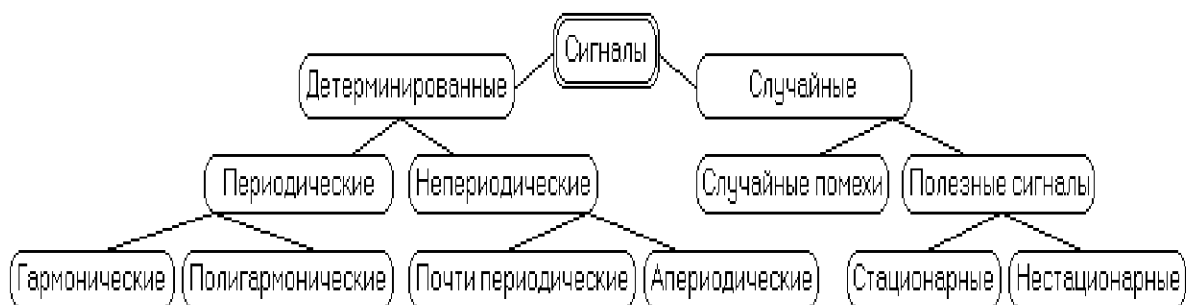 Сигналы
Детерминированные
Случайные
Периодические
Непериодические
Случайные помехи
Полезные сигналы
Гармонические
Полигармонические
Почти периодические
Апериодические
Стационарные
Нестационарные